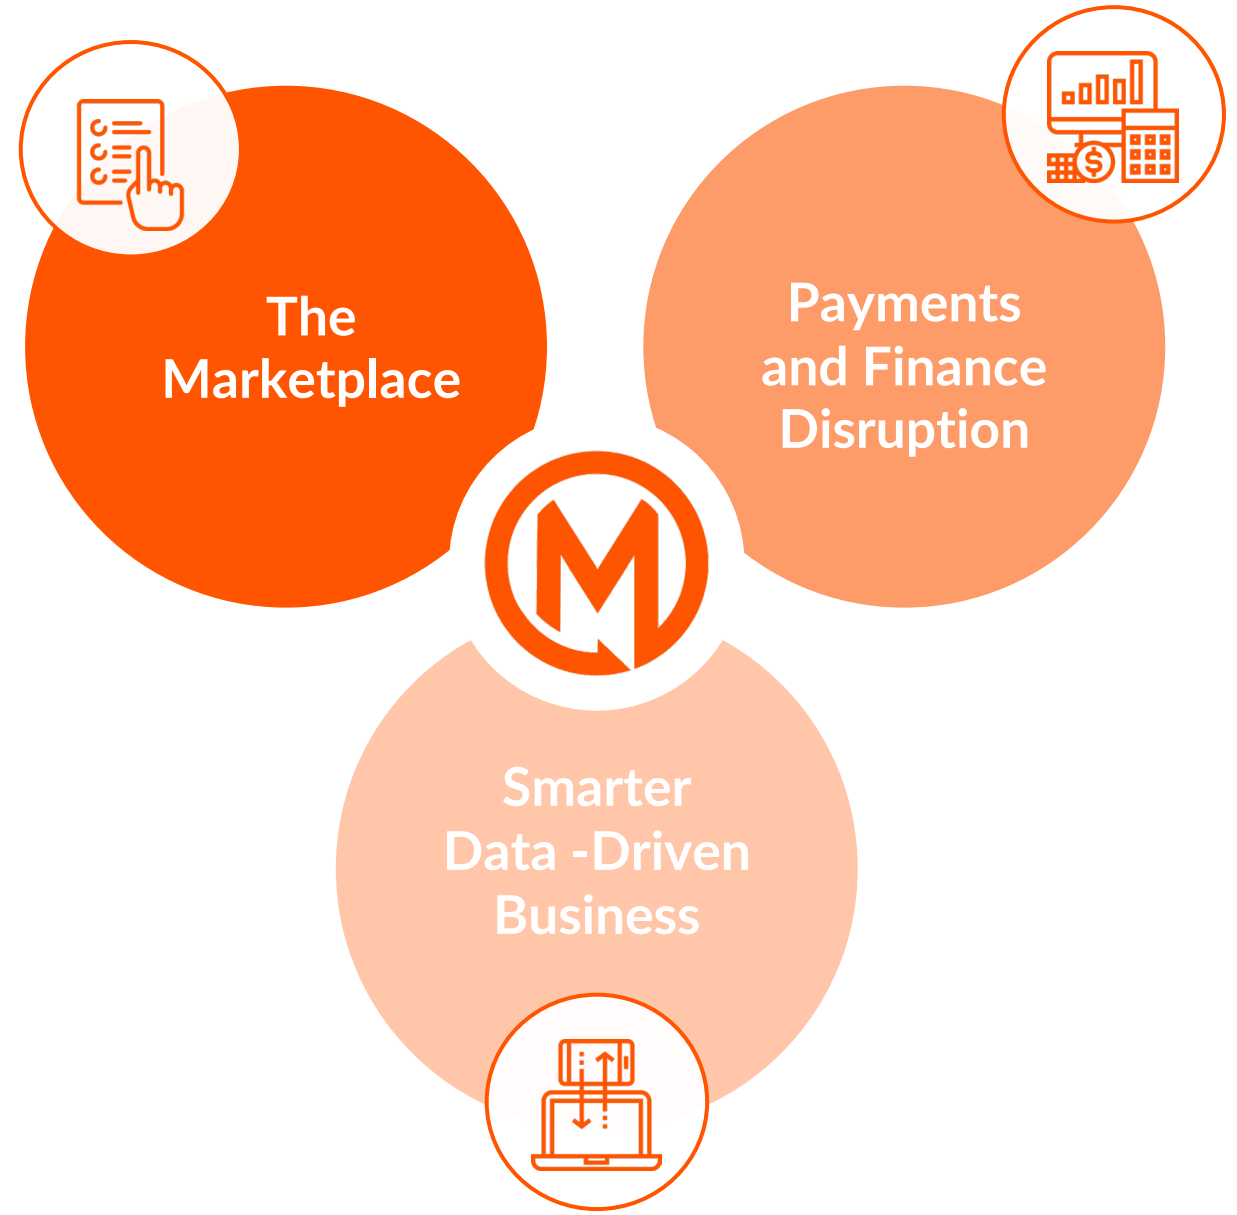 The
Marketplace
Payments
and Finance
Disruption
M
Smarter
Data -Driven
Business